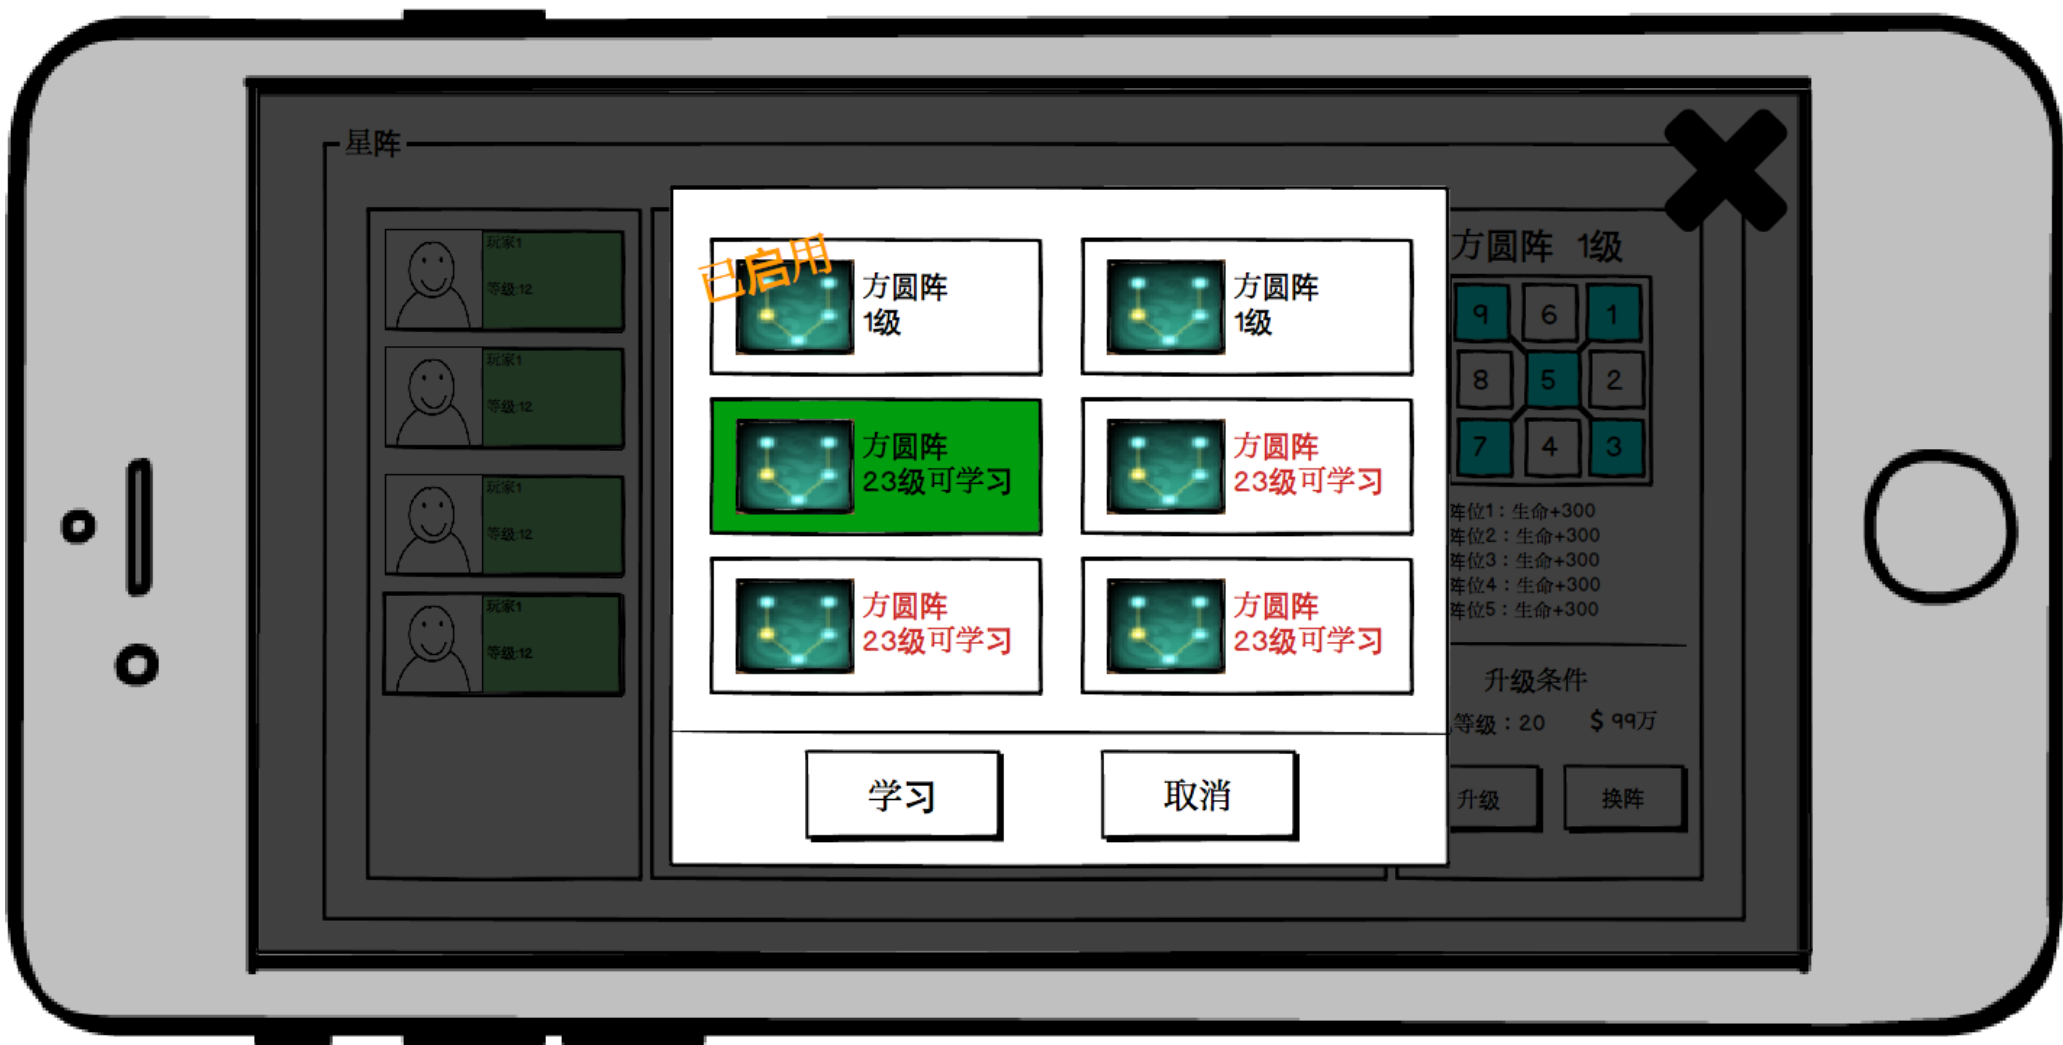 星阵
玩家1
等级:12
玩家1
等级:12
玩家1
等级:12
玩家1
等级:12
已启用
方圆阵
1级
方圆阵
1级
方圆阵
23级可学习
方圆阵
23级可学习
方圆阵
23级可学习
方圆阵
23级可学习
学习
取消
方圆阵 1级
9 6 1
8 5 2
7 4 3
阵位1：生命+300
阵位2：生命+300
阵位3：生命+300
阵位4：生命+300
阵位5：生命+300
升级条件
等级：20 $ 99万
升级
换阵